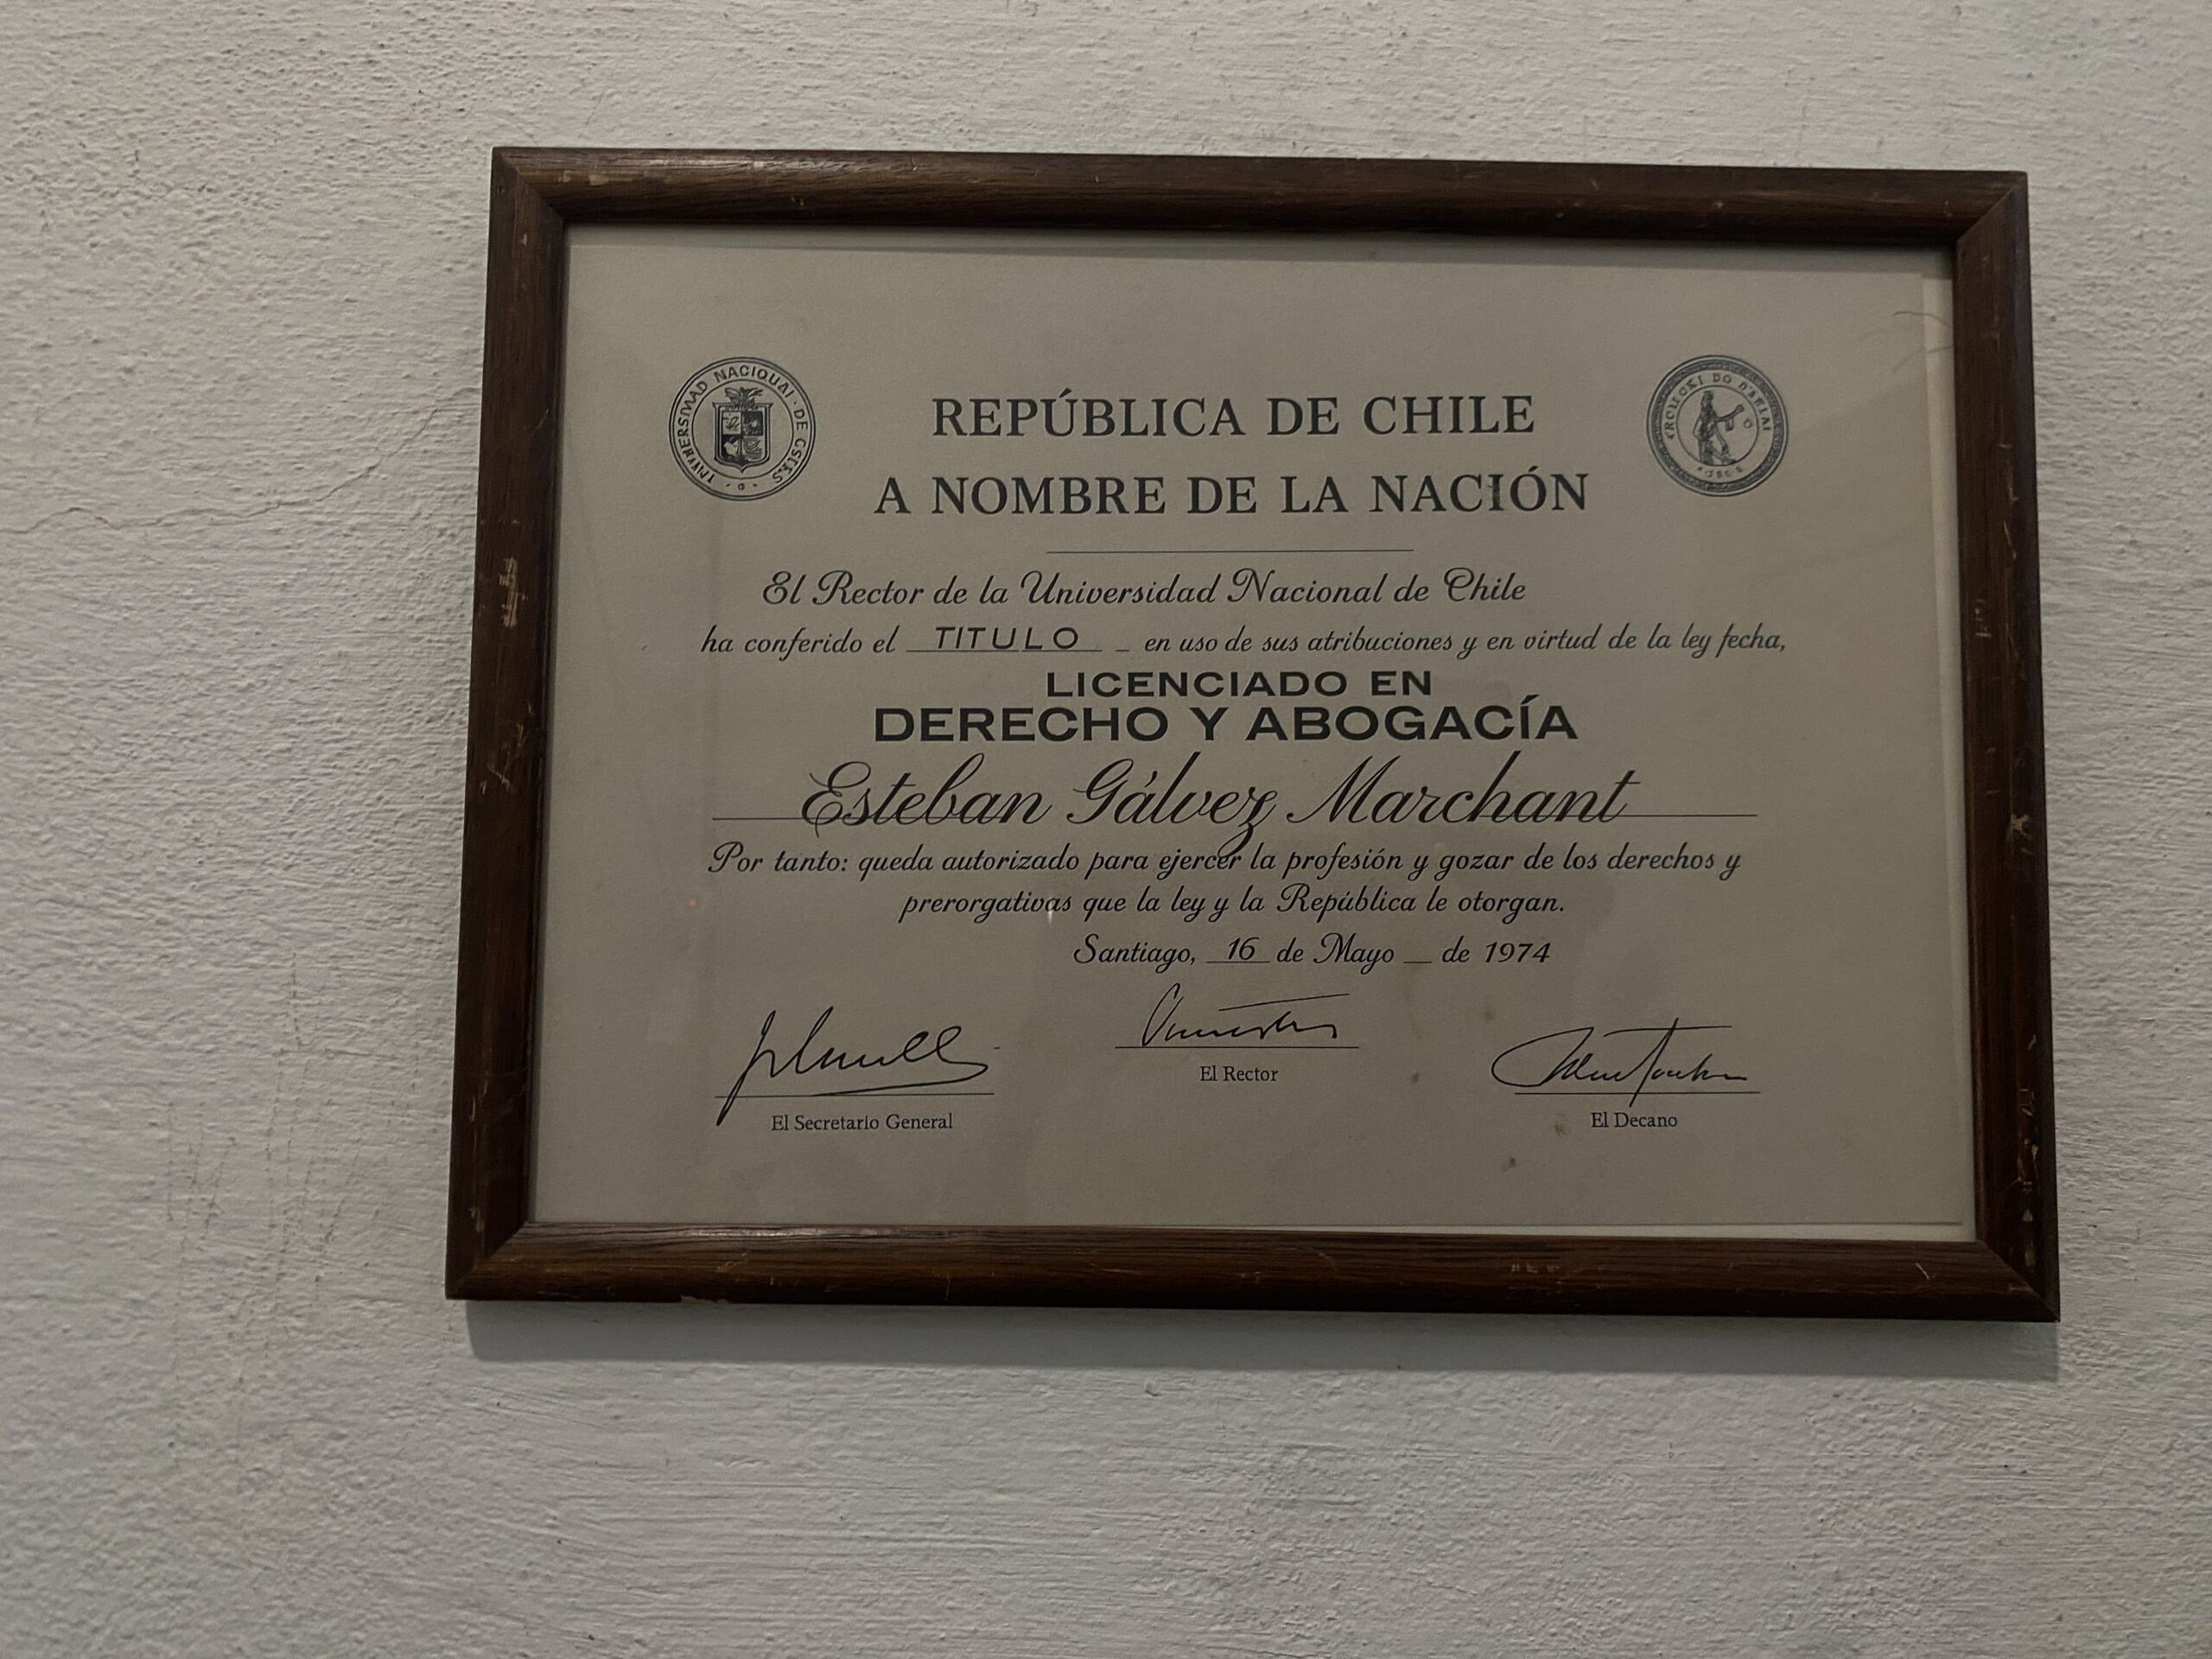 REPÚBLICA DE CHILE
A NOMBRE DE LA NACIÓN
El Rector de la Universidad Nacional de Chile
ha conferido el TITULO en uso de sus atribuciones y en virtud de la ley fecha,
LICENCIADO EN
DERECHO Y ABOGACÍA
Esteban Gálvez Marchant
Por tanto: queda autorizado para ejercer la profesión y gozar de los derechos y
prerorgativas que la ley y la República le otorgan.
Santiago, 16 de Mayo de 1974
El Rector
El Secretario General
El Decano